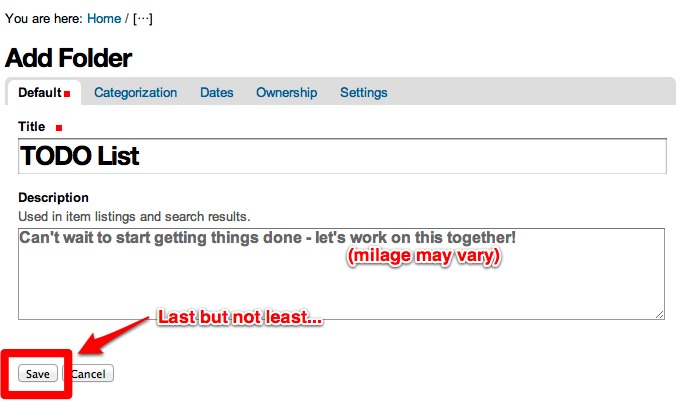 You are here: Home / [...]
Add Folder
Default Categorization Dates Ownership Settings
Title
TODO List
Description
Used in item listings and search results.
Can't wait to start getting things done - let's work on this together!
(milage may vary)
Last but not least...
Save Cancel